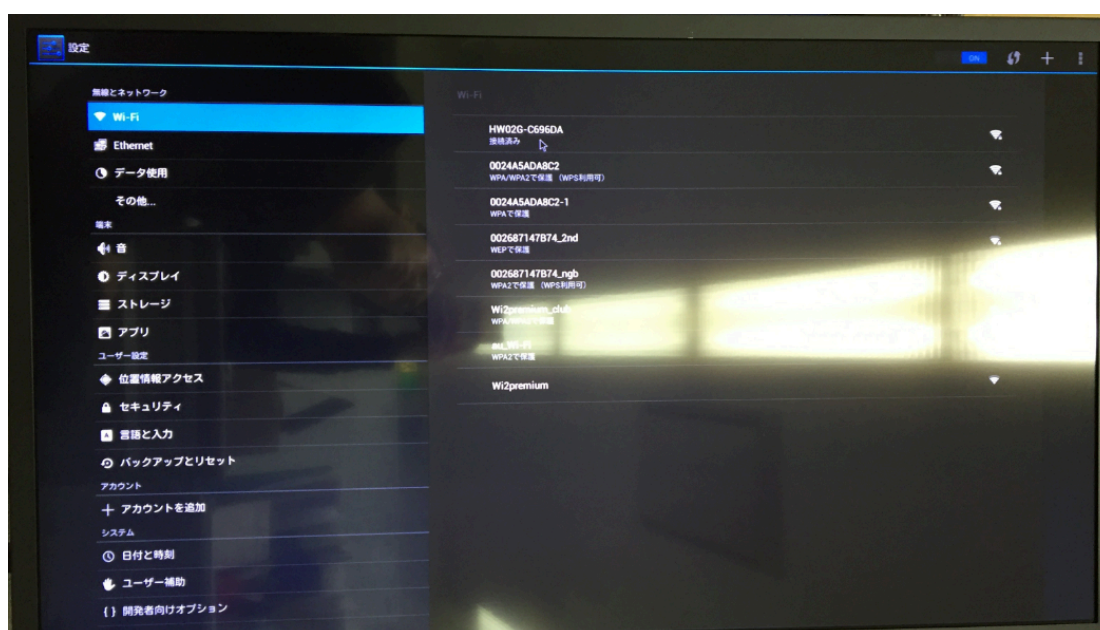 設定
ON
無線とネットワーク
Wi-Fi
Ethernet
データ使用
その他...
端末
音
ディスプレイ
ストレージ
アプリ
ユーザー設定
位置情報アクセス
セキュリティ
A
言語と入力
バックアップとリセット
アカウント
アカウントを追加
システム
日付と時刻
ユーザー補助
{ } 開発者向けオプション
Wi-Fi
HW02G-C696DA
接続済み
0024A5ADA8C2
WPA/WPA2で保護（WPS利用可）
0024A5ADA8C2-1
WPAで保護
002687147B74_2nd
WEPで保護
002687147B74_ngb
WPA2で保護（WPS利用可）
Wi2premium_club
WPA/WPA2で保護
au_Wi-Fi
WPA2で保護
Wi2premium